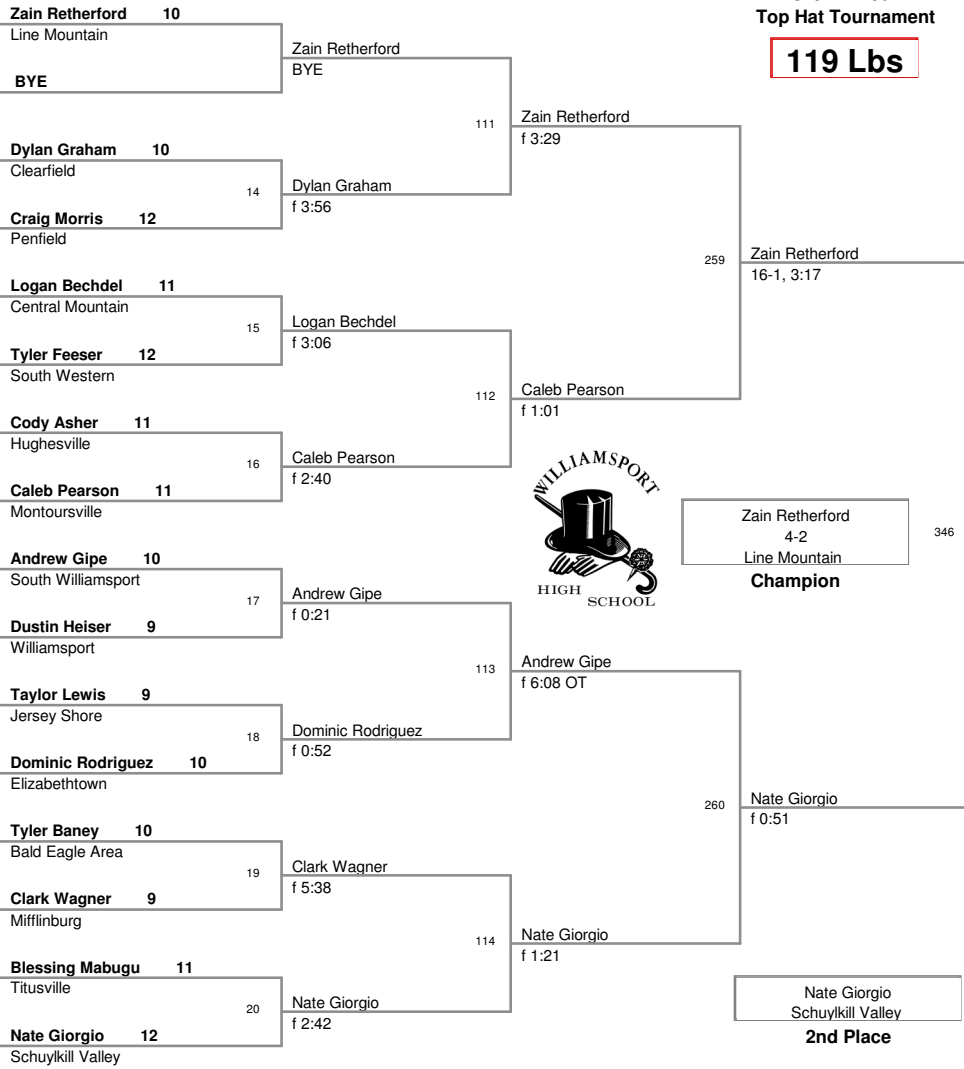 Top Hat Tournament
119 Lbs
Zain Retherford 10
Line Mountain
BYE
Zain Retherford
BYE
Dylan Graham 10
Clearfield
14
Craig Morris 12
Penfield
Dylan Graham
f 3:56
111
Zain Retherford
f 3:29
Logan Bechdel 11
Central Mountain
15
Tyler Feeser 12
South Western
Logan Bechdel
f 3:06
Cody Asher 11
Hughesville
16
Caleb Pearson 11
Montoursville
Caleb Pearson
f 2:40
112
Caleb Pearson
f 1:01
259
Zain Retherford
16-1, 3:17
WILLIAMSPORT
HIGH
SCHOOL
Zain Retherford
4-2
Line Mountain
Champion
346
Andrew Gipe 10
South Williamsport
17
Dustin Heiser 9
Williamsport
Andrew Gipe
f 0:21
Taylor Lewis 9
Jersey Shore
18
Dominic Rodriguez 10
Elizabethtown
Dominic Rodriguez
f 0:52
113
Andrew Gipe
f 6:08 OT
Tyler Baney 10
Bald Eagle Area
19
Clark Wagner 9
Mifflinburg
Clark Wagner
f 5:38
Blessing Mabugu 11
Titusville
20
Nate Giorgio 12
Schuylkill Valley
Nate Giorgio
f 2:42
114
Nate Giorgio
f 1:21
260
Nate Giorgio
f 0:51
Nate Giorgio
Schuylkill Valley
2nd Place